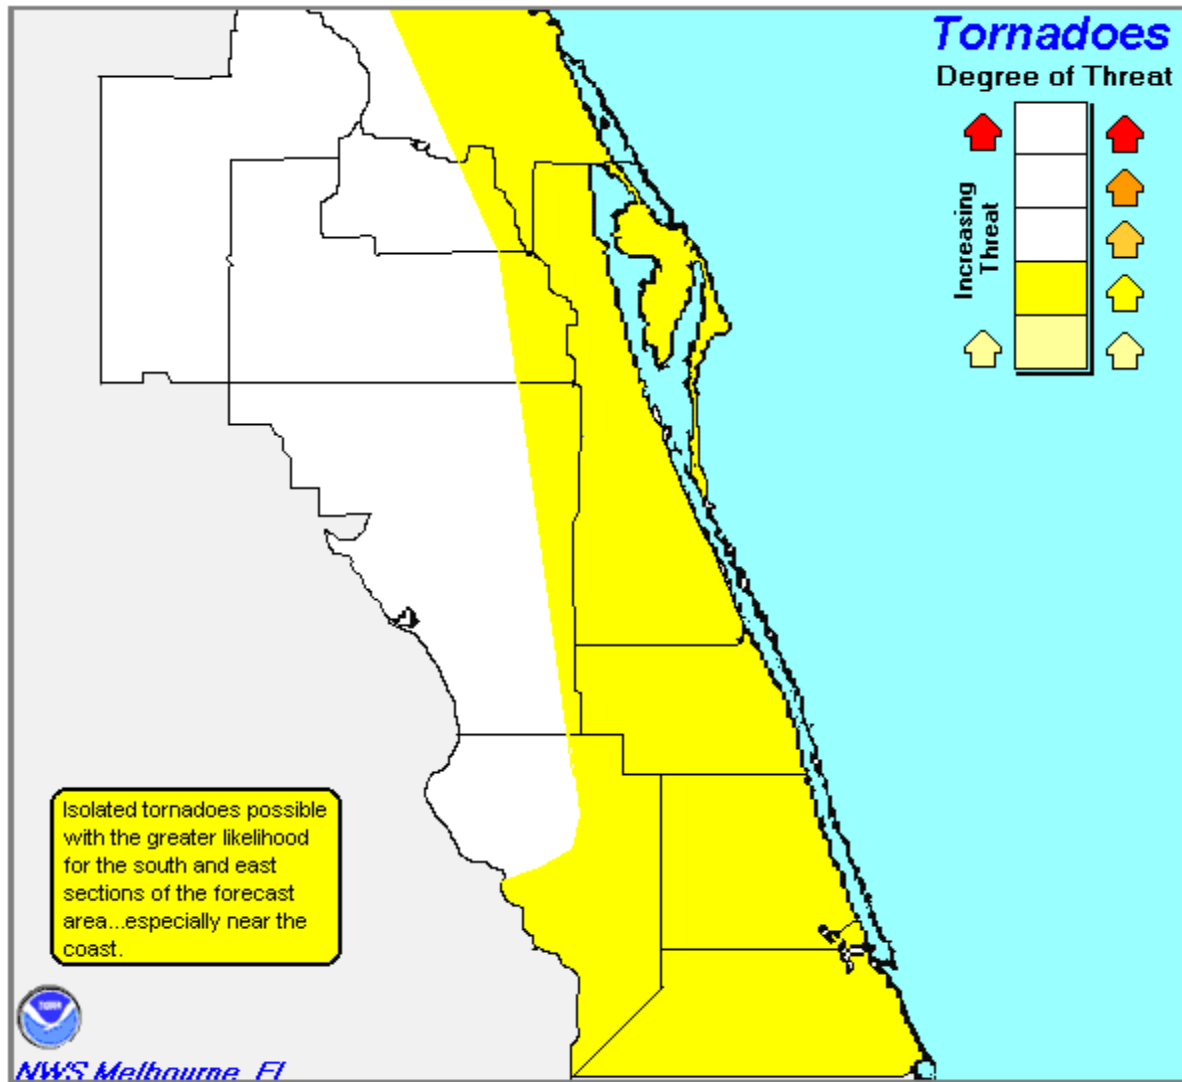 Tornadoes
Degree of Threat
Increasing
Threat
Isolated tornadoes possible
with the greater likelihood
for the south and east
sections of the forecast
area...especially near the
coast.
NWS Melbourne, FL